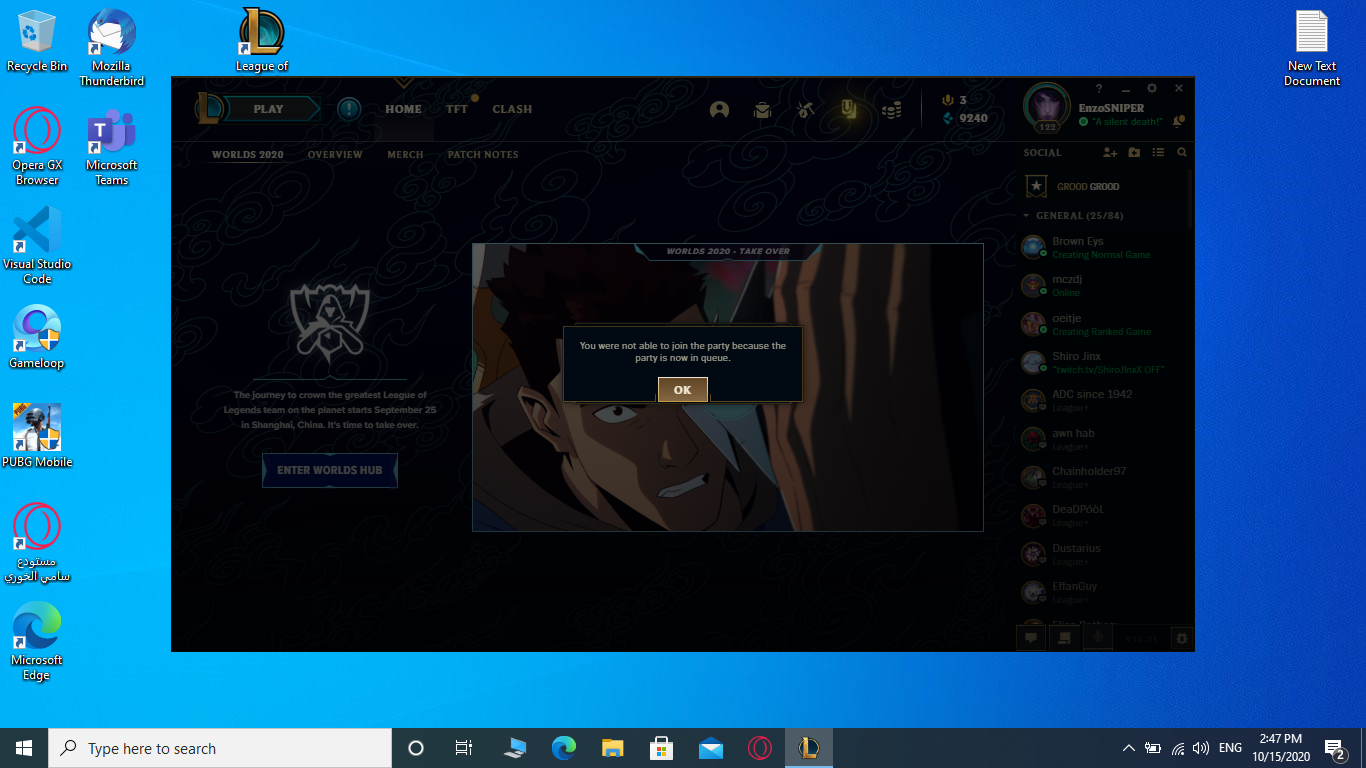 Recycle Bin
Mozilla
Thunderbird
League of
New Text
Document
Opera GX
Browser
Microsoft
Teams
Visual Studio
Code
Gameloop
PUBG Mobile
مستودع
سامي الخوري
Microsoft
Edge
PLAY
HOME
TFT
CLASH
3
9240
?
122
EnzoSNIPER
"A silent death!"
WORLDS 2020
OVERVIEW
MERCH
PATCH NOTES
SOCIAL
GROOD GROOD
GENERAL (25/84)
Brown Eys
Creating Normal Game
mczdj
Online
oeitje
Creating Ranked Game
Shiro Jinx
"twitch.tv/ShiroJinxX OFF"
ADC since 1942
League+
awn hab
League+
Chainholder97
League+
DeaDPóòL
League+
Dustarius
League+
EffanGuy
League+
WORLDS 2020 - TAKE OVER
You were not able to join the party because the
party is now in queue.
OK
The journey to crown the greatest League of
Legends team on the planet starts September 25
in Shanghai, China. It's time to take over.
ENTER WORLDS HUB
Type here to search
ENG
2:47 PM
10/15/2020
2